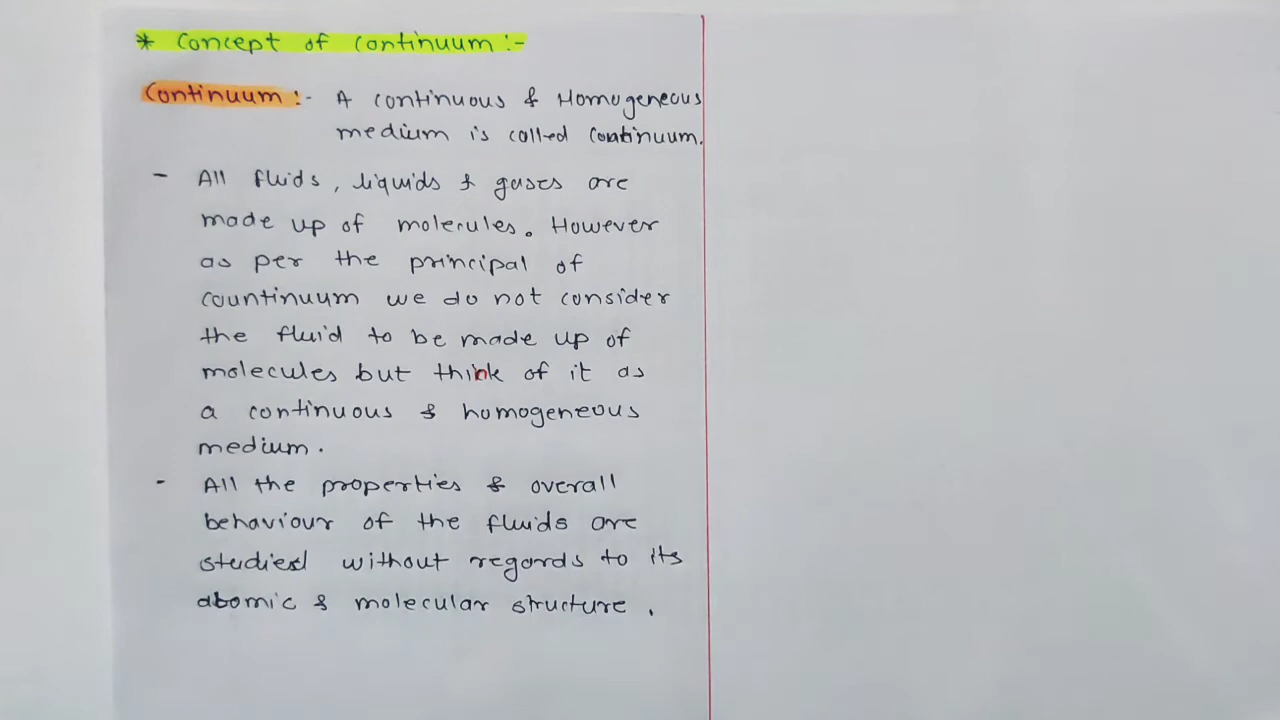 * Concept of continuum :-
Continuum :- A continuous & Homogeneous
medium is called continuum.
- All fluids, liquids & gases are
made up of molecules. However
as per the principal of
countinuum we do not consider
the fluid to be made up of
molecules but think of it as
a continuous & homogeneous
medium.
- All the properties & overall
behaviour of the fluids are
studied without regards to its
atomic & molecular structure.